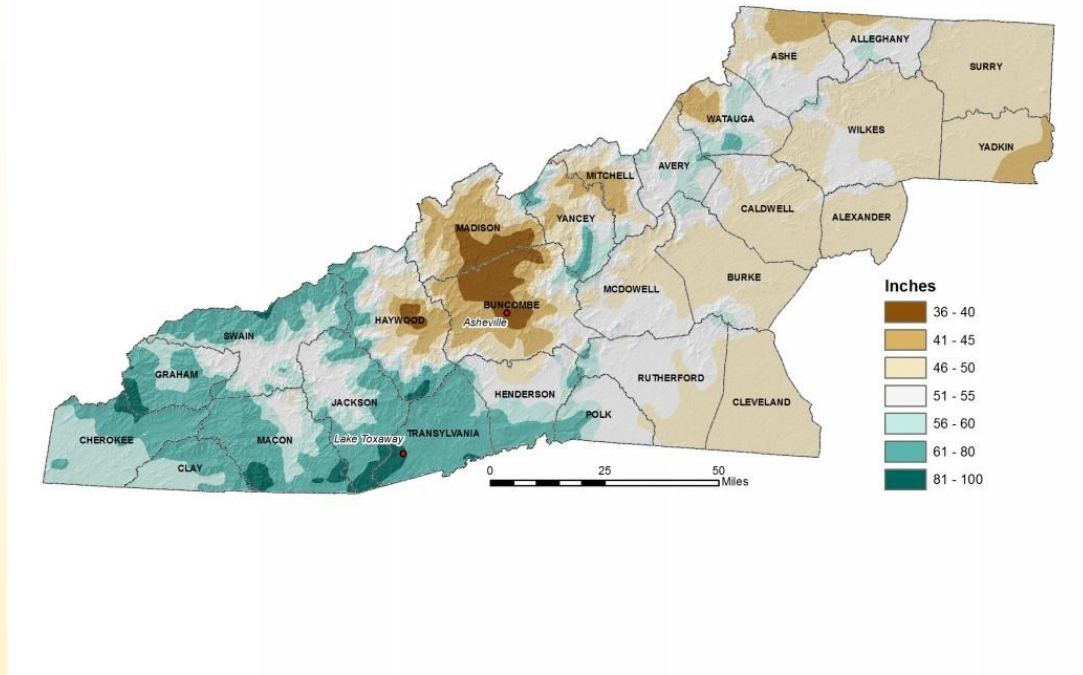 ASHE
ALLEGHANY
SURRY
WATAUGA
WILKES
YADKIN
AVERY
MITCHELL
CALDWELL
ALEXANDER
YANCEY
MADISON
BURKE
MCDOWELL
BUNCOMBE
Asheville
HAYWOOD
SWAIN
GRAHAM
RUTHERFORD
HENDERSON
CLEVELAND
JACKSON
POLK
TRANSYLVANIA
Lake Toxaway
CHEROKEE
MACON
CLAY
0 25 50
Miles
Inches
36 - 40
41 - 45
46 - 50
51 - 55
56 - 60
61 - 80
81 - 100